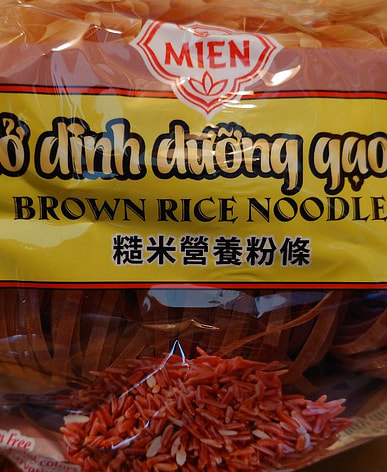 MIEN
ở dinh dưỡng gạo
BROWN RICE NOODLE
糙米營養粉條
Free